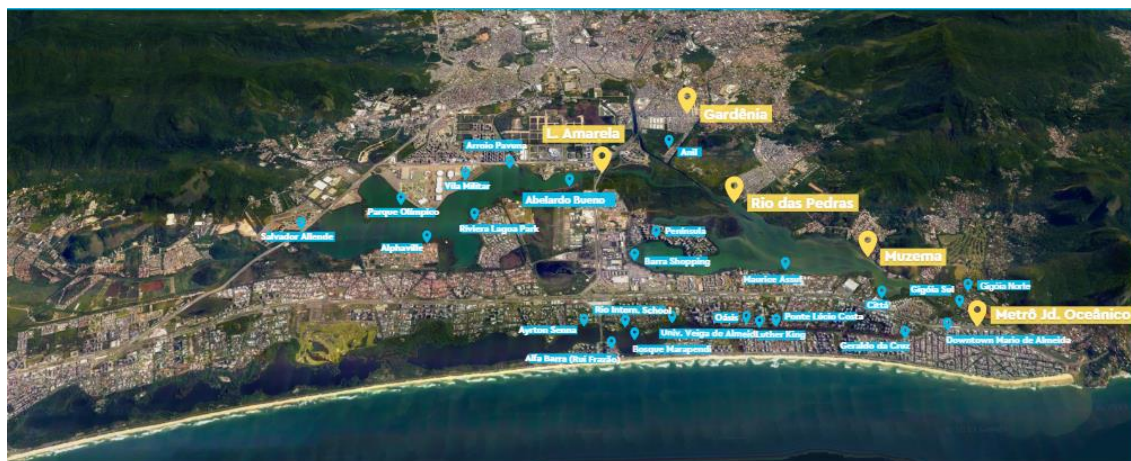 Gardênia
L. Amarela
Arroio Pavuna
Anil
Vila Militar
Abelardo Bueno
Rio das Pedras
Parque Olímpico
Riviera Lagoa Park
Salvador Allende
Alphaville
Península
Barra Shopping
Muzema
Maurice Assuf
Cittá
Gigóia Sul
Gigóia Norte
Rio Intern. School
Metrô Jd. Oceânico
Ayrton Senna
Oásis
Ponte Lúcio Costa
Univ. Veiga de Almeid
Luther King
Geraldo da Cruz
Downtown Mario de Almeida
Alfa Barra (Rui Frazão)
Bosque Marapendi